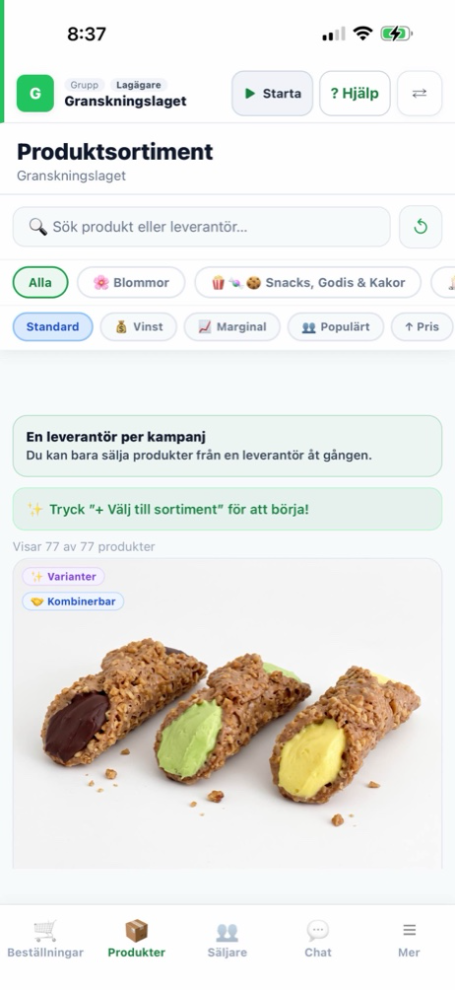 8:37
G
Grupp Lagägare
Granskningslaget
Starta
? Hjälp
Produktsortiment
Granskningslaget
Sök produkt eller leverantör...
Alla
Blommor
Snacks, Godis & Kakor
Standard
Vinst
Marginal
Populärt
↑ Pris
En leverantör per kampanj
Du kan bara sälja produkter från en leverantör åt gången.
✨ Tryck ”+ Välj till sortiment” för att börja!
Visar 77 av 77 produkter
✨ Varianter
Kombinerbar
Beställningar
Produkter
Säljare
Chat
Mer